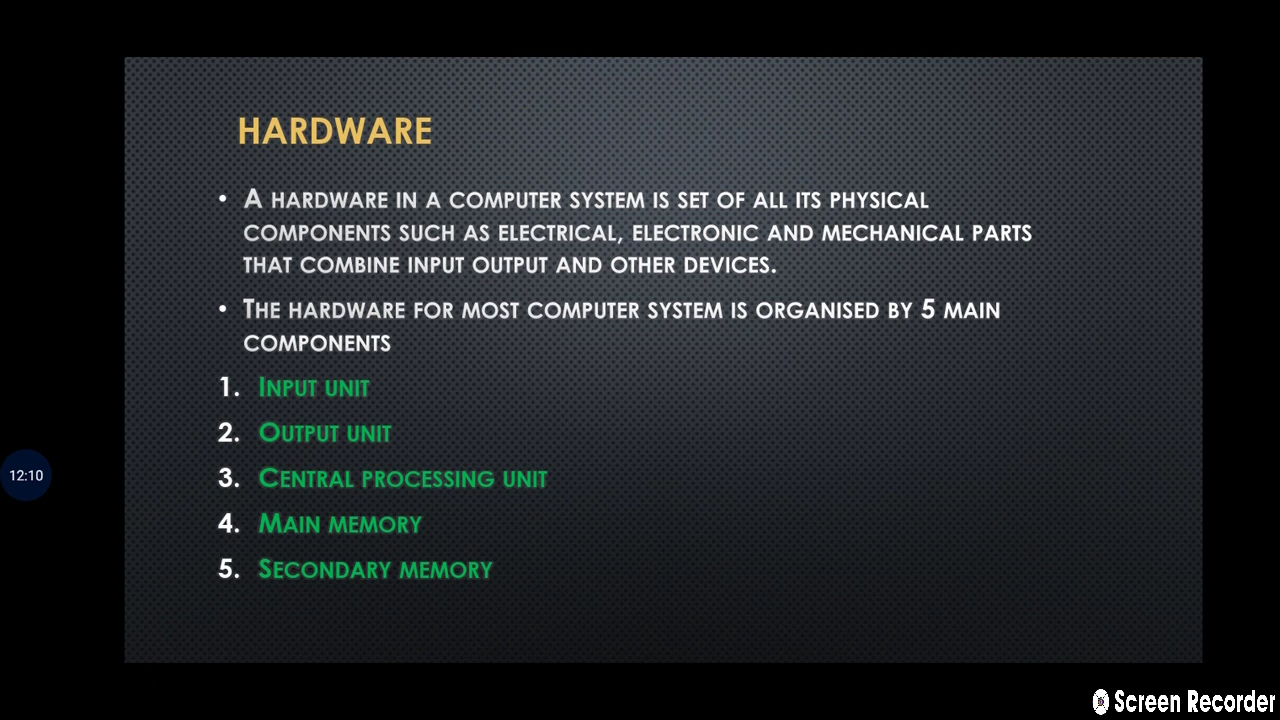 HARDWARE
• A HARDWARE IN A COMPUTER SYSTEM IS SET OF ALL ITS PHYSICAL
COMPONENTS SUCH AS ELECTRICAL, ELECTRONIC AND MECHANICAL PARTS
THAT COMBINE INPUT OUTPUT AND OTHER DEVICES.
• THE HARDWARE FOR MOST COMPUTER SYSTEM IS ORGANISED BY 5 MAIN
COMPONENTS
1. INPUT UNIT
2. OUTPUT UNIT
3. CENTRAL PROCESSING UNIT
12:10
4. MAIN MEMORY
5. SECONDARY MEMORY
Screen Recorder